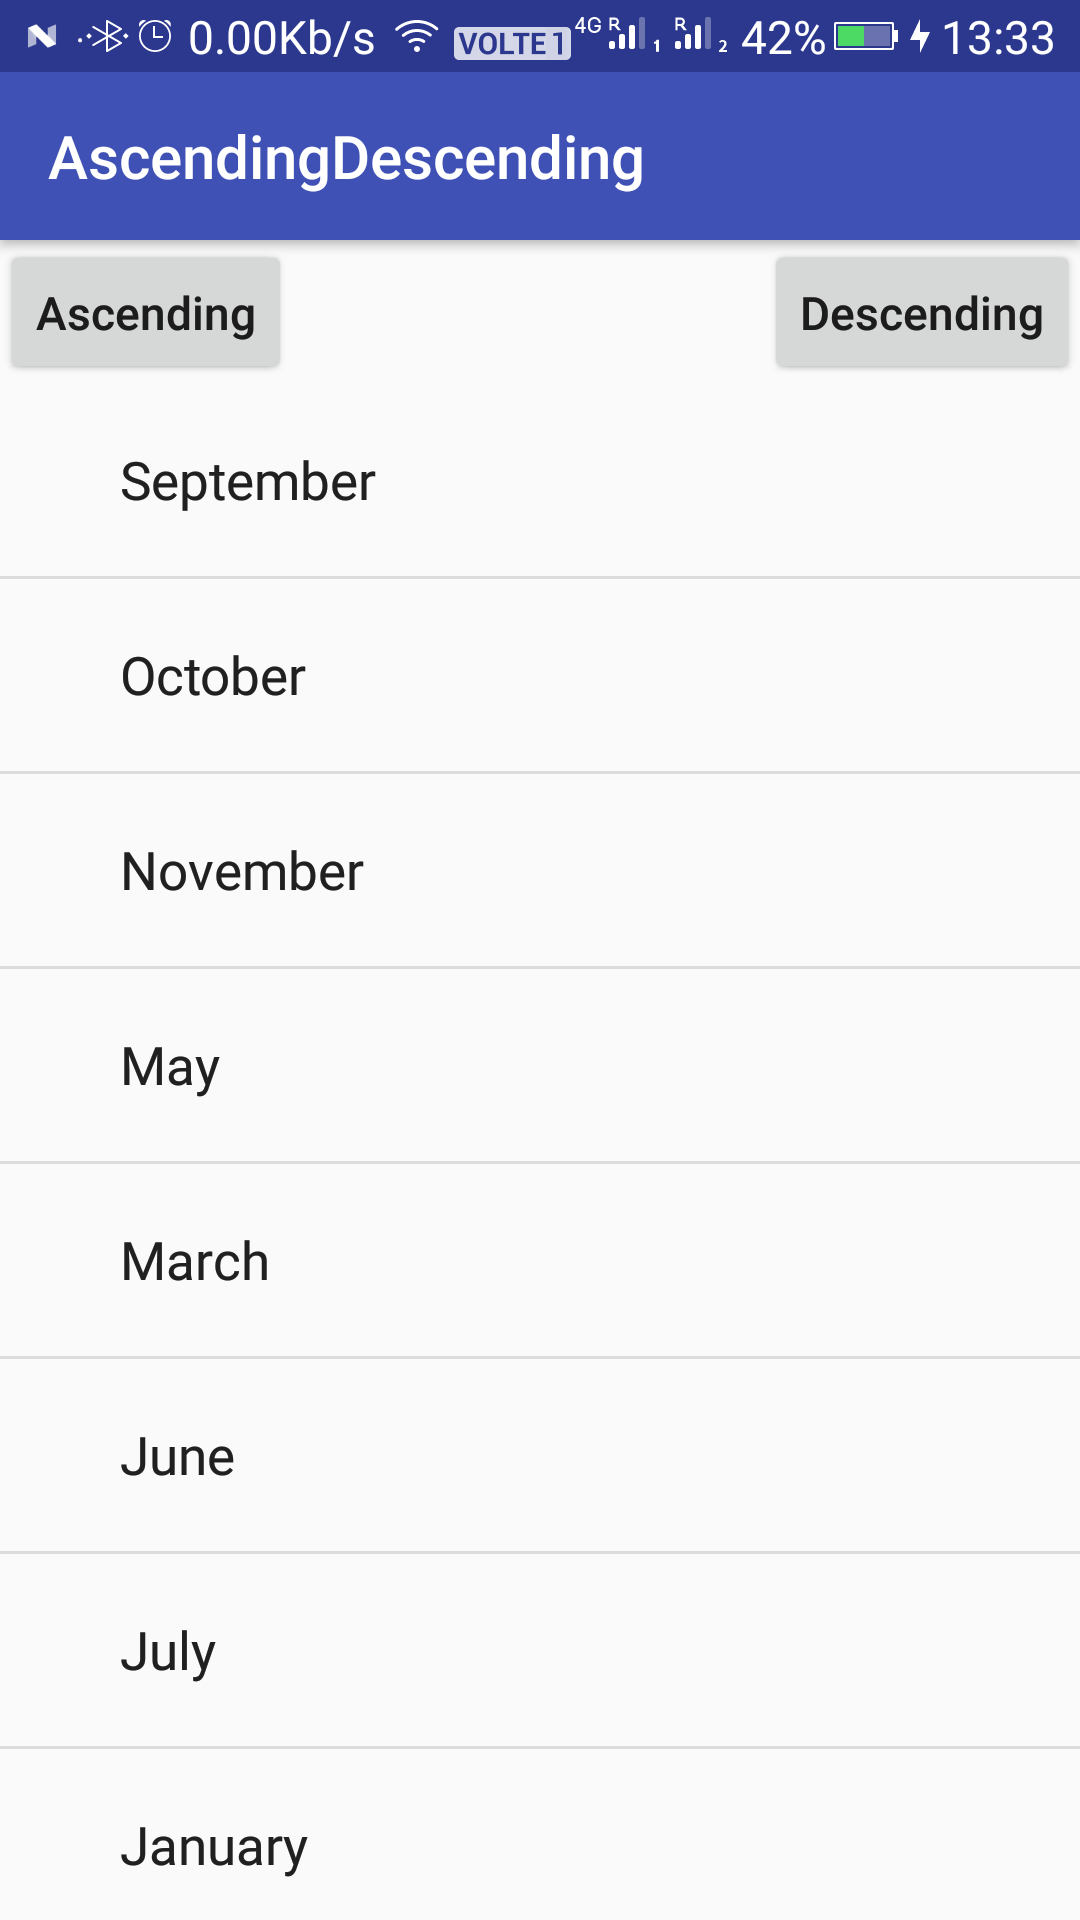 0.00Kb/s VOLTE 1 4G R 1 R 2 42% 13:33
AscendingDescending
Ascending Descending
September
October
November
May
March
June
July
January